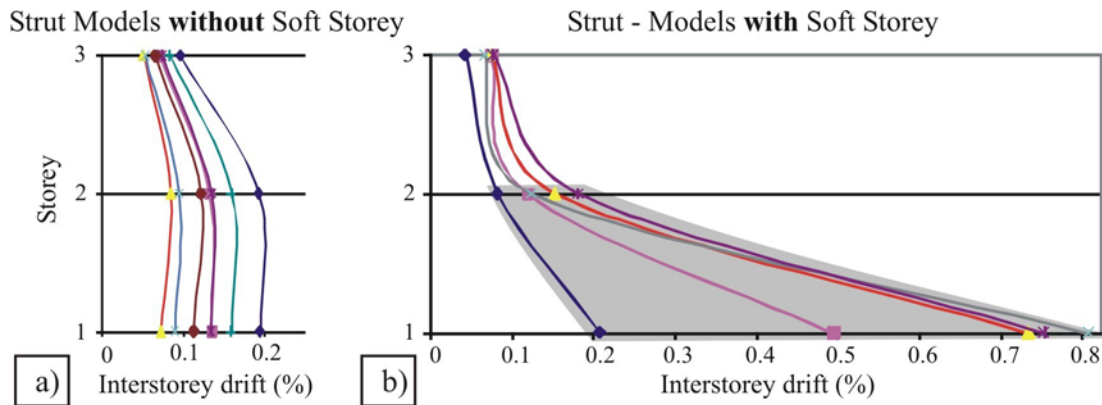 Strut Models without Soft Storey
Strut - Models with Soft Storey
3
2
1
Storey
0 0.1 0.2
Interstorey drift (%)
a)
3
2
1
0 0.1 0.2 0.3 0.4 0.5 0.6 0.7 0.8
Interstorey drift (%)
b)